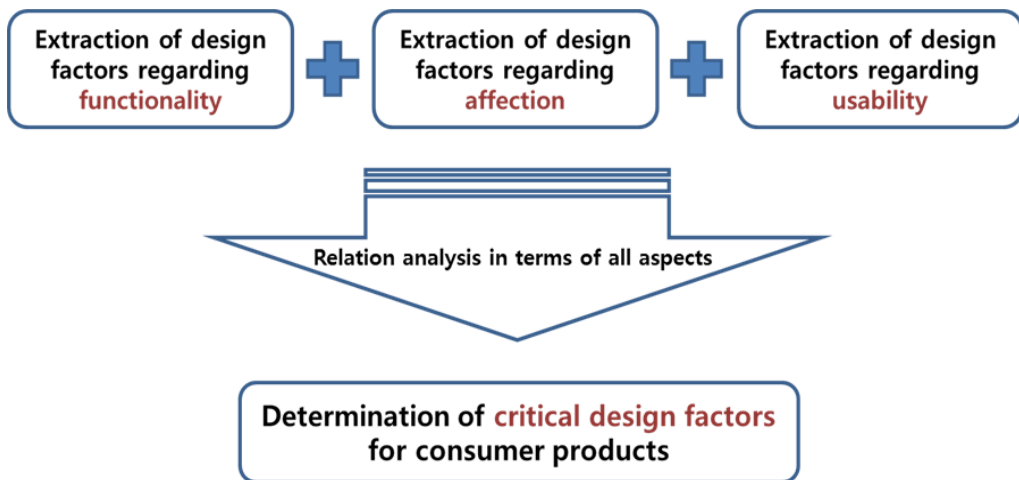 Extraction of design
factors regarding
functionality
Extraction of design
factors regarding
affection
Extraction of design
factors regarding
usability
Relation analysis in terms of all aspects
Determination of critical design factors
for consumer products